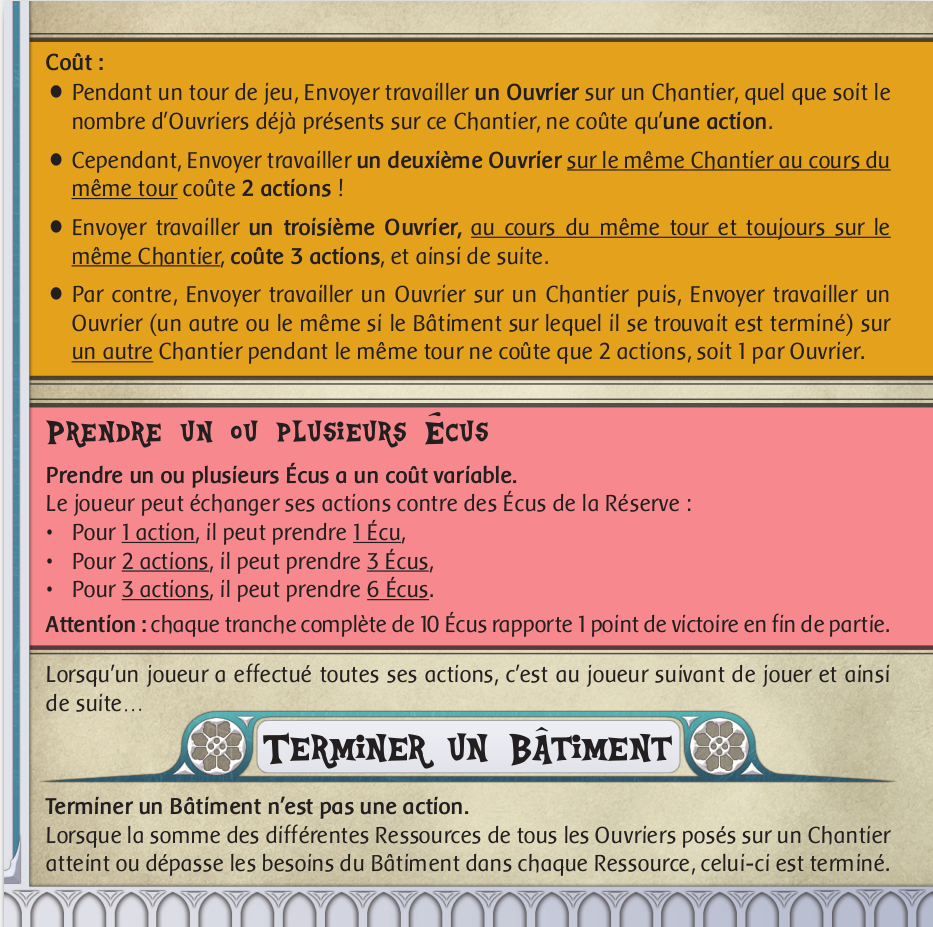 Coût :
● Pendant un tour de jeu, Envoyer travailler un Ouvrier sur un Chantier, quel que soit le
nombre d'Ouvriers déjà présents sur ce Chantier, ne coûte qu'une action.
● Cependant, Envoyer travailler un deuxième Ouvrier sur le même Chantier au cours du
même tour coûte 2 actions !
● Envoyer travailler un troisième Ouvrier, au cours du même tour et toujours sur le
même Chantier, coûte 3 actions, et ainsi de suite.
● Par contre, Envoyer travailler un Ouvrier sur un Chantier puis, Envoyer travailler un
Ouvrier (un autre ou le même si le Bâtiment sur lequel il se trouvait est terminé) sur
un autre Chantier pendant le même tour ne coûte que 2 actions, soit 1 par Ouvrier.
Prendre un ou plusieurs Écus
Prendre un ou plusieurs Écus a un coût variable.
Le joueur peut échanger ses actions contre des Écus de la Réserve :
• Pour 1 action, il peut prendre 1 Écu,
• Pour 2 actions, il peut prendre 3 Écus,
• Pour 3 actions, il peut prendre 6 Écus.
Attention : chaque tranche complète de 10 Écus rapporte 1 point de victoire en fin de partie.
Lorsqu'un joueur a effectué toutes ses actions, c'est au joueur suivant de jouer et ainsi
de suite…
Terminer un Bâtiment
Terminer un Bâtiment n'est pas une action.
Lorsque la somme des différentes Ressources de tous les Ouvriers posés sur un Chantier
atteint ou dépasse les besoins du Bâtiment dans chaque Ressource, celui-ci est terminé.